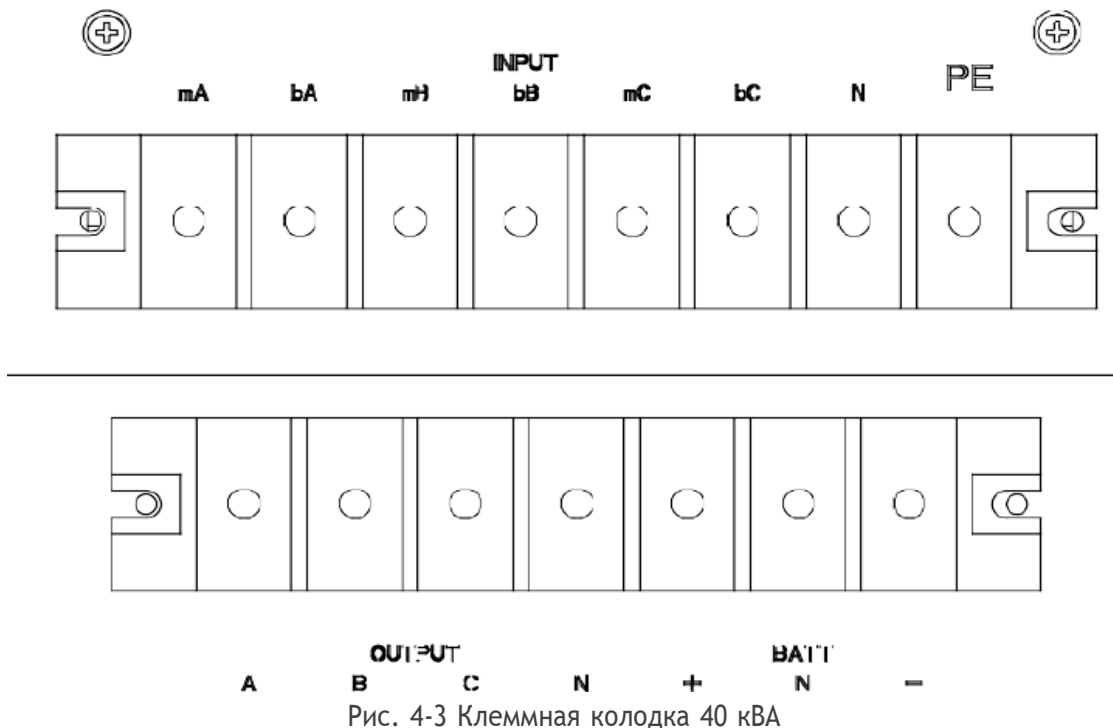 INPUT
mA bA mB bB mC bC N PE
OUTPUT BATT
A B C N + N −
Рис. 4-3 Клеммная колодка 40 кВА